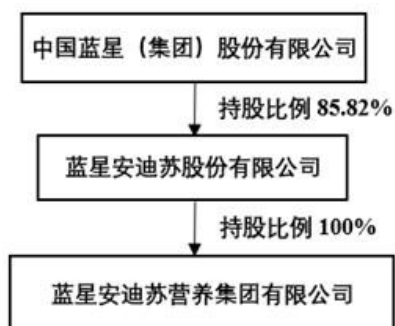 中国蓝星（集团）股份有限公司
持股比例 85.82%
蓝星安迪苏股份有限公司
持股比例 100%
蓝星安迪苏营养集团有限公司